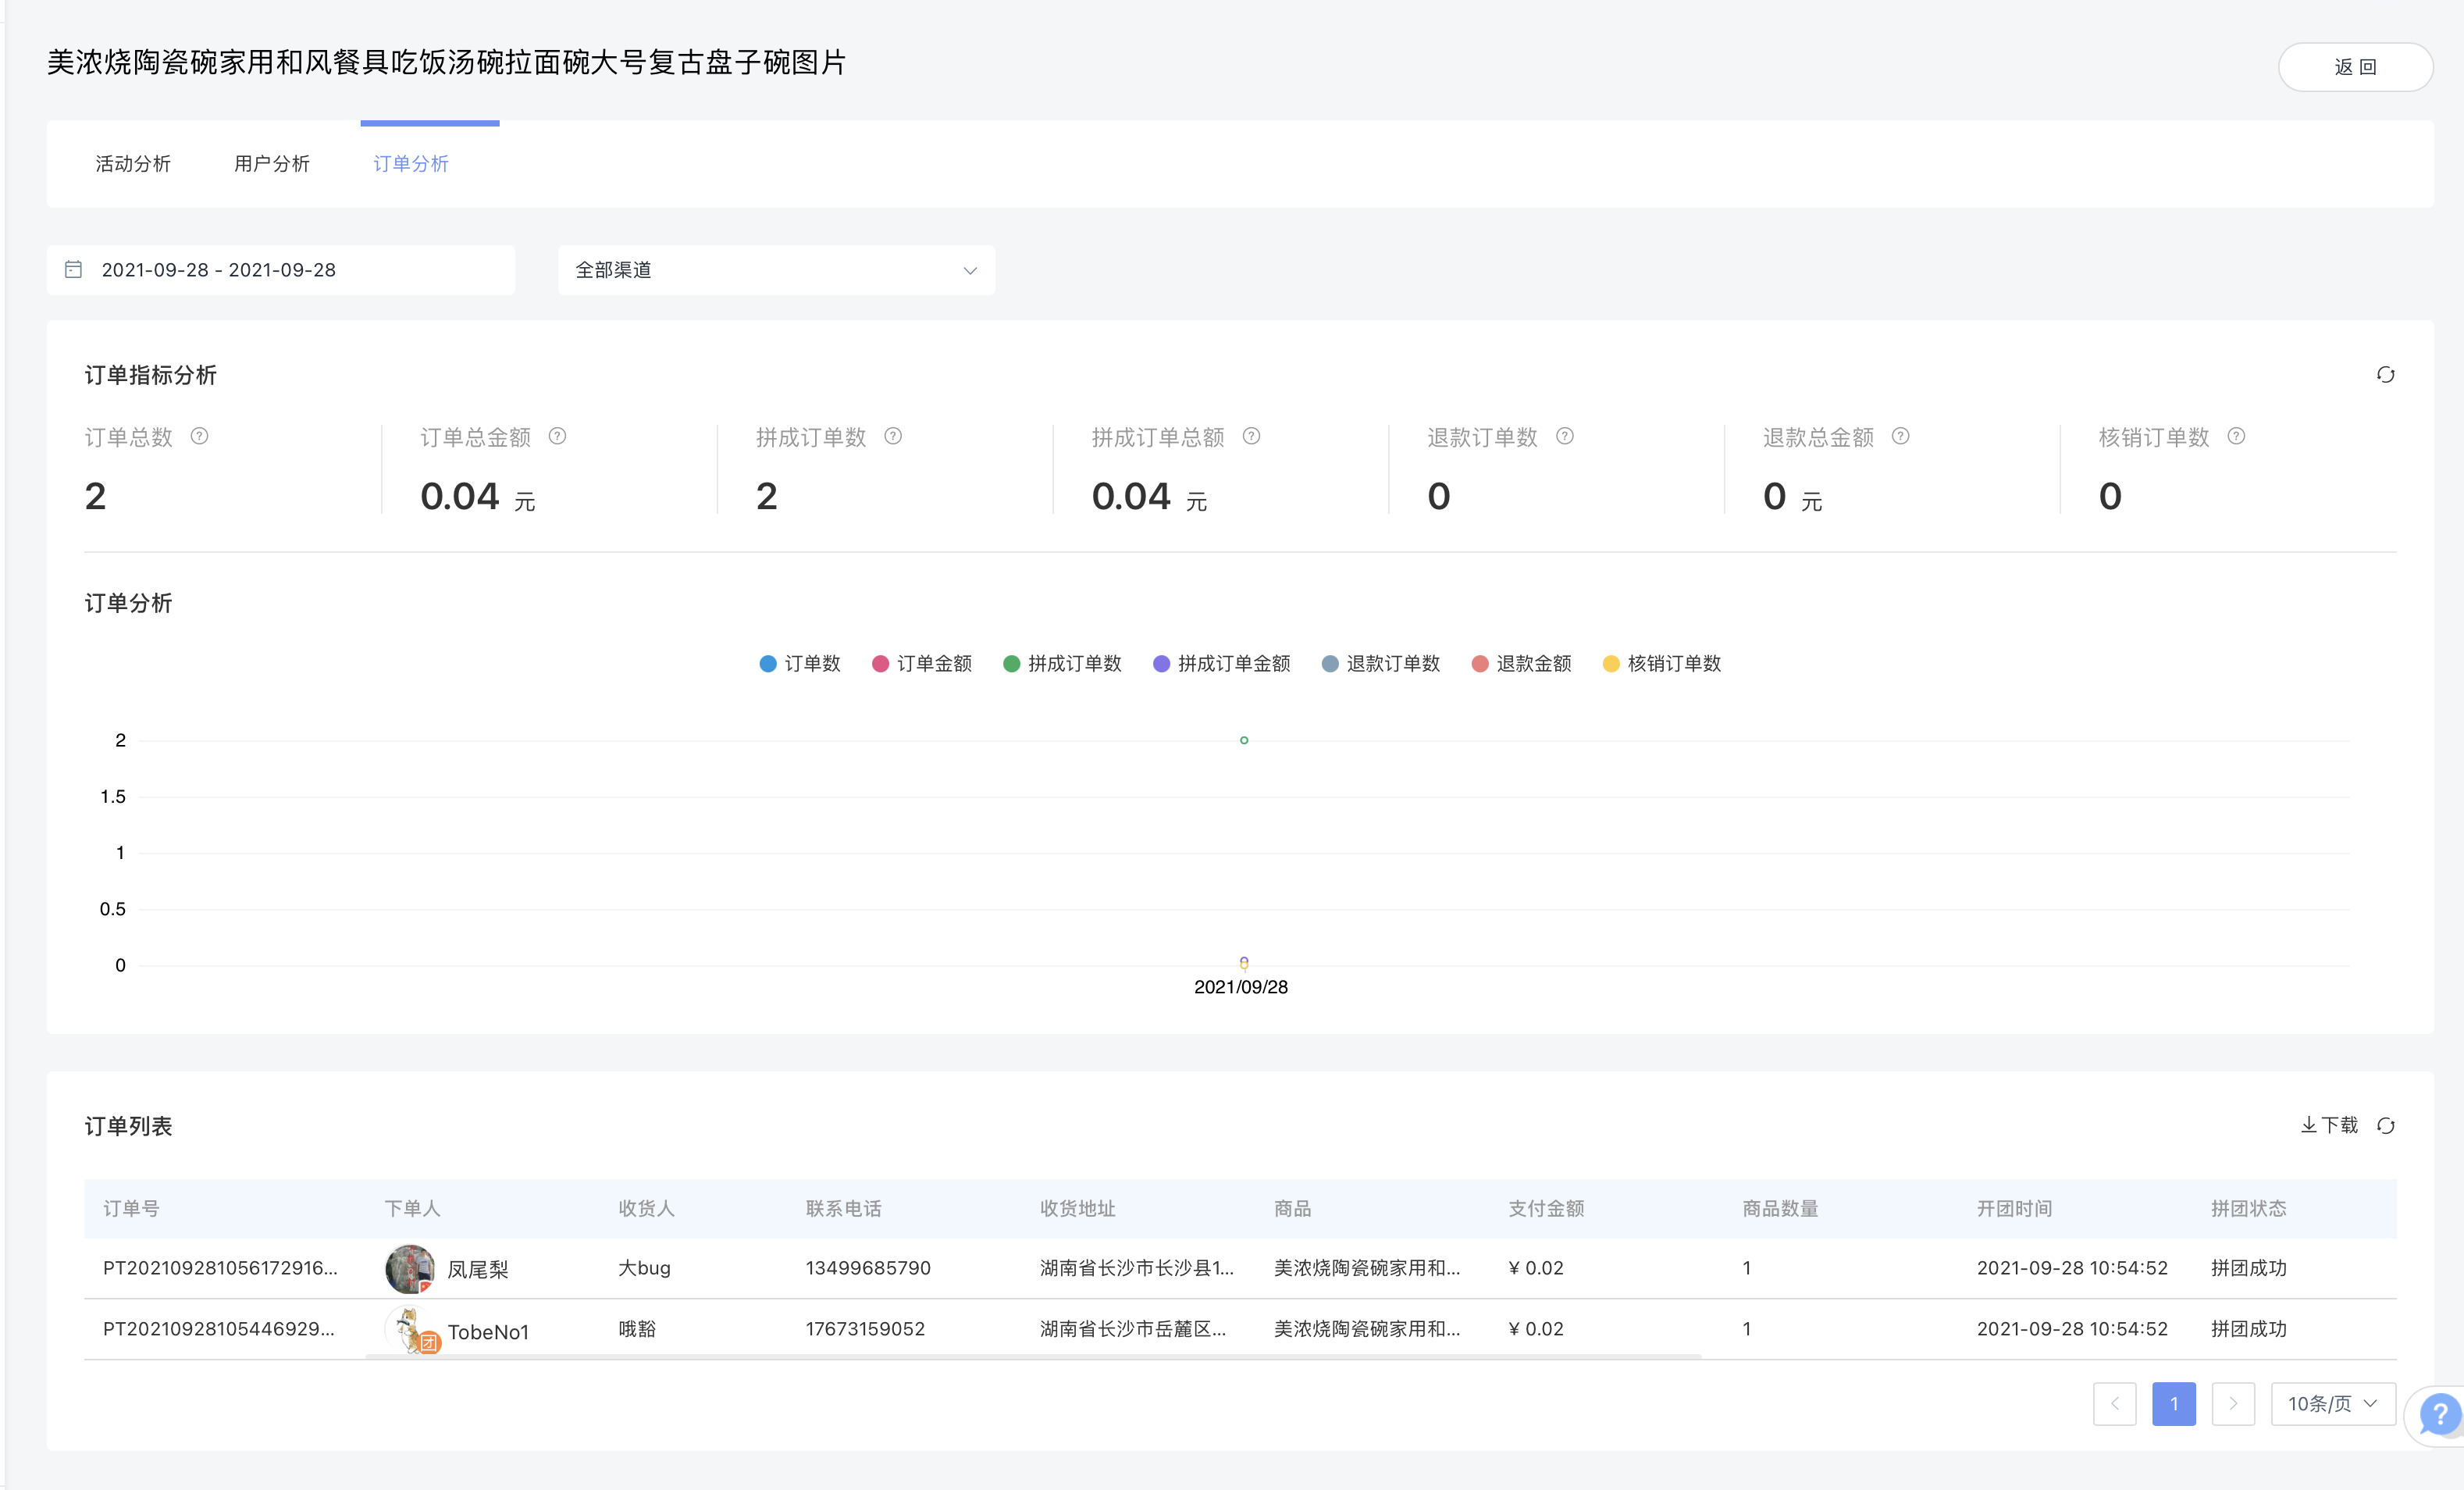 美浓烧陶瓷碗家用和风餐具吃饭汤碗拉面碗大号复古盘子碗图片
返 回
活动分析 用户分析 订单分析
2021-09-28 - 2021-09-28 全部渠道
订单指标分析
订单总数 ? 订单总金额 ? 拼成订单数 ? 拼成订单总额 ? 退款订单数 ? 退款总金额 ? 核销订单数 ?
2 0.04 元 2 0.04 元 0 0 元 0
订单分析
订单数 订单金额 拼成订单数 拼成订单金额 退款订单数 退款金额 核销订单数
2
1.5
1
0.5
0
2021/09/28
订单列表 下载
订单号 下单人 收货人 联系电话 收货地址 商品 支付金额 商品数量 开团时间 拼团状态
PT202109281056172916... 凤尾梨 大bug 13499685790 湖南省长沙市长沙县1... 美浓烧陶瓷碗家用和... ¥ 0.02 1 2021-09-28 10:54:52 拼团成功
PT20210928105446929... 团 TobeNo1 哦豁 17673159052 湖南省长沙市岳麓区... 美浓烧陶瓷碗家用和... ¥ 0.02 1 2021-09-28 10:54:52 拼团成功
1 10条/页 ?